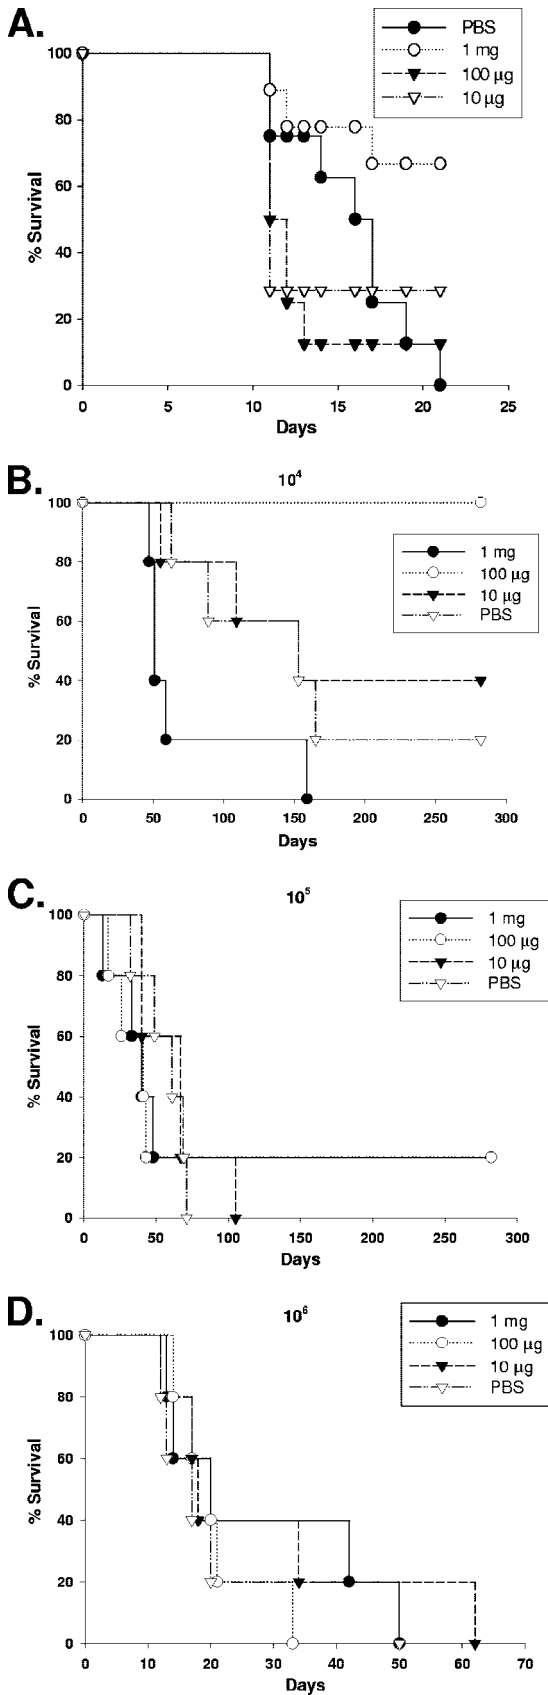 A.
PBS
1 mg
100 µg
10 µg
% Survival
100
80
60
40
20
0
0 5 10 15 20 25
Days
B.
10⁴
1 mg
100 µg
10 µg
PBS
% Survival
100
80
60
40
20
0
0 50 100 150 200 250 300
Days
C.
10⁵
1 mg
100 µg
10 µg
PBS
% Survival
100
80
60
40
20
0
0 50 100 150 200 250 300
Days
D.
10⁶
1 mg
100 µg
10 µg
PBS
% Survival
100
80
60
40
20
0
0 10 20 30 40 50 60 70
Days